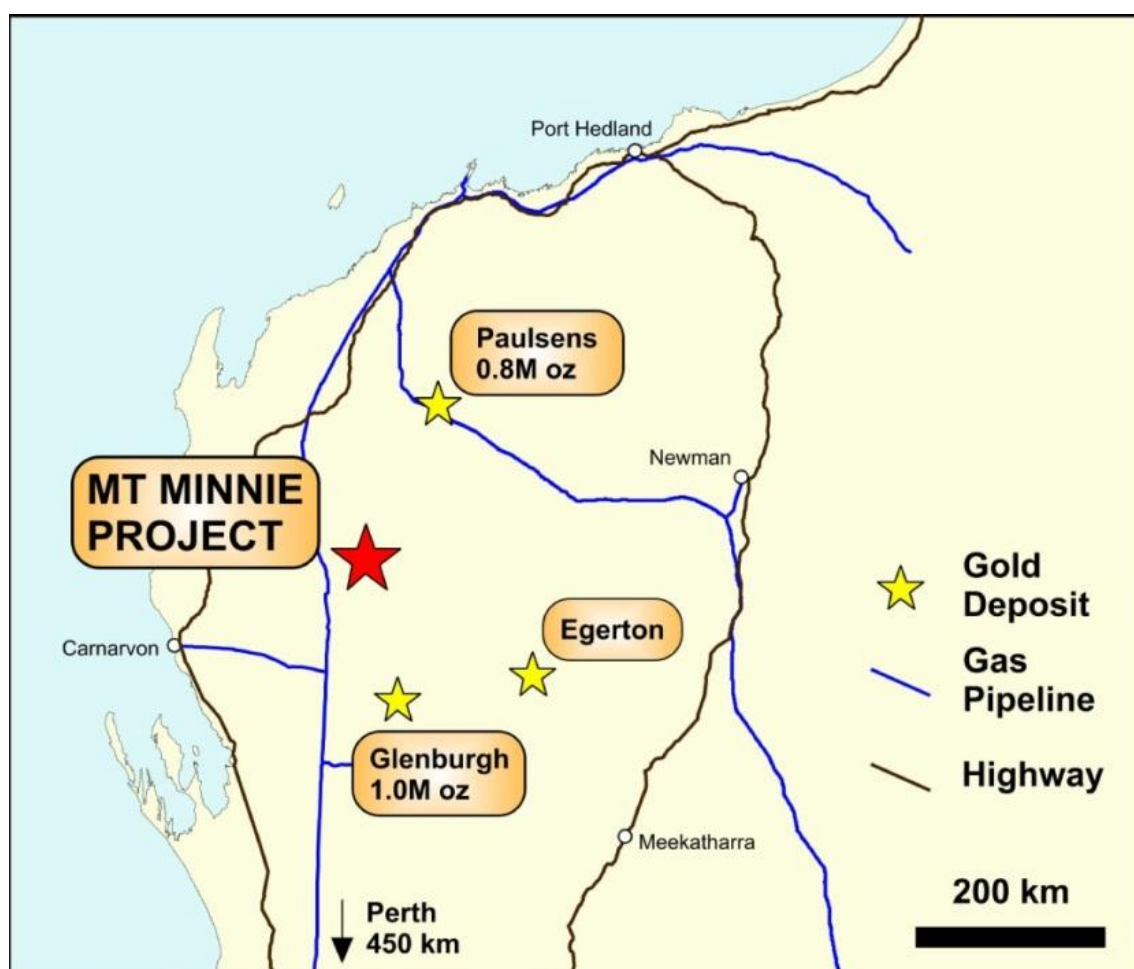 Port Hedland
Paulsens
0.8M oz
Newman
MT MINNIE
PROJECT
Gold
Deposit
Egerton
Carnarvon
Gas
Pipeline
Glenburgh
1.0M oz
Highway
Meekatharra
200 km
Perth
450 km